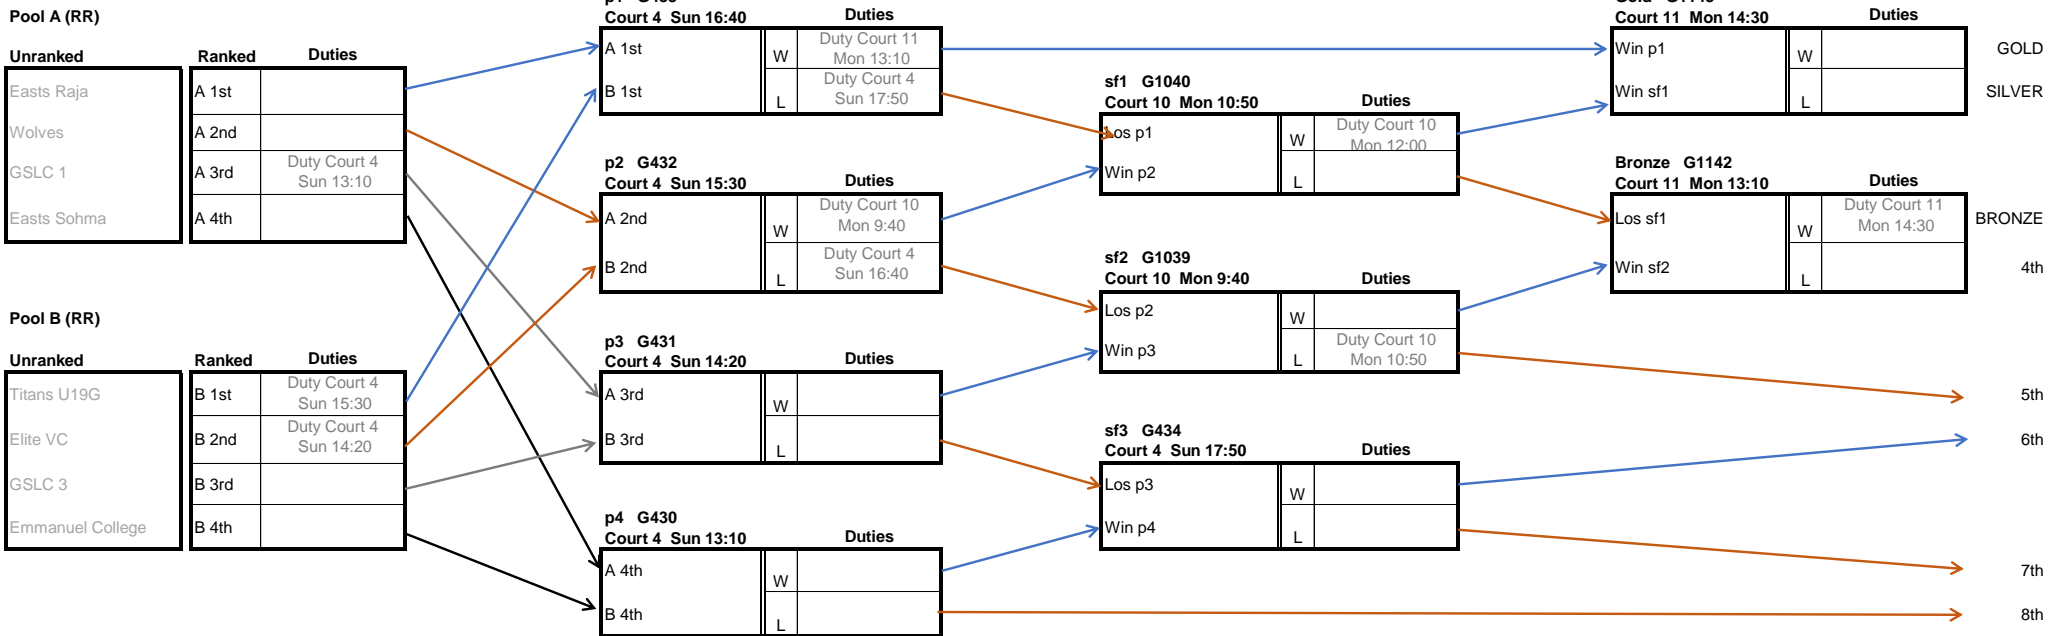 Pool A (RR)
Unranked
Ranked
Duties
Easts Raja
A 1st
Wolves
A 2nd
GSLC 1
A 3rd
Duty Court 4
Sun 13:10
Easts Sohma
A 4th
Pool B (RR)
Unranked
Ranked
Duties
Titans U19G
B 1st
Duty Court 4
Sun 15:30
Elite VC
B 2nd
Duty Court 4
Sun 14:20
GSLC 3
B 3rd
Emmanuel College
B 4th
Court 4 Sun 16:40
Duties
A 1st
W
Duty Court 11
Mon 13:10
B 1st
L
Duty Court 4
Sun 17:50
p2 G432
Court 4 Sun 15:30
Duties
A 2nd
W
Duty Court 10
Mon 9:40
B 2nd
L
Duty Court 4
Sun 16:40
p3 G431
Court 4 Sun 14:20
Duties
A 3rd
W
B 3rd
L
p4 G430
Court 4 Sun 13:10
Duties
A 4th
W
B 4th
L
sf1 G1040
Court 10 Mon 10:50
Duties
Los p1
W
Duty Court 10
Mon 12:00
Win p2
L
sf2 G1039
Court 10 Mon 9:40
Duties
Los p2
W
Win p3
L
Duty Court 10
Mon 10:50
sf3 G434
Court 4 Sun 17:50
Duties
Los p3
W
Win p4
L
Court 11 Mon 14:30
Duties
Win p1
W
GOLD
Win sf1
L
SILVER
Bronze G1142
Court 11 Mon 13:10
Duties
Los sf1
W
Duty Court 11
Mon 14:30
BRONZE
Win sf2
L
4th
5th
6th
7th
8th